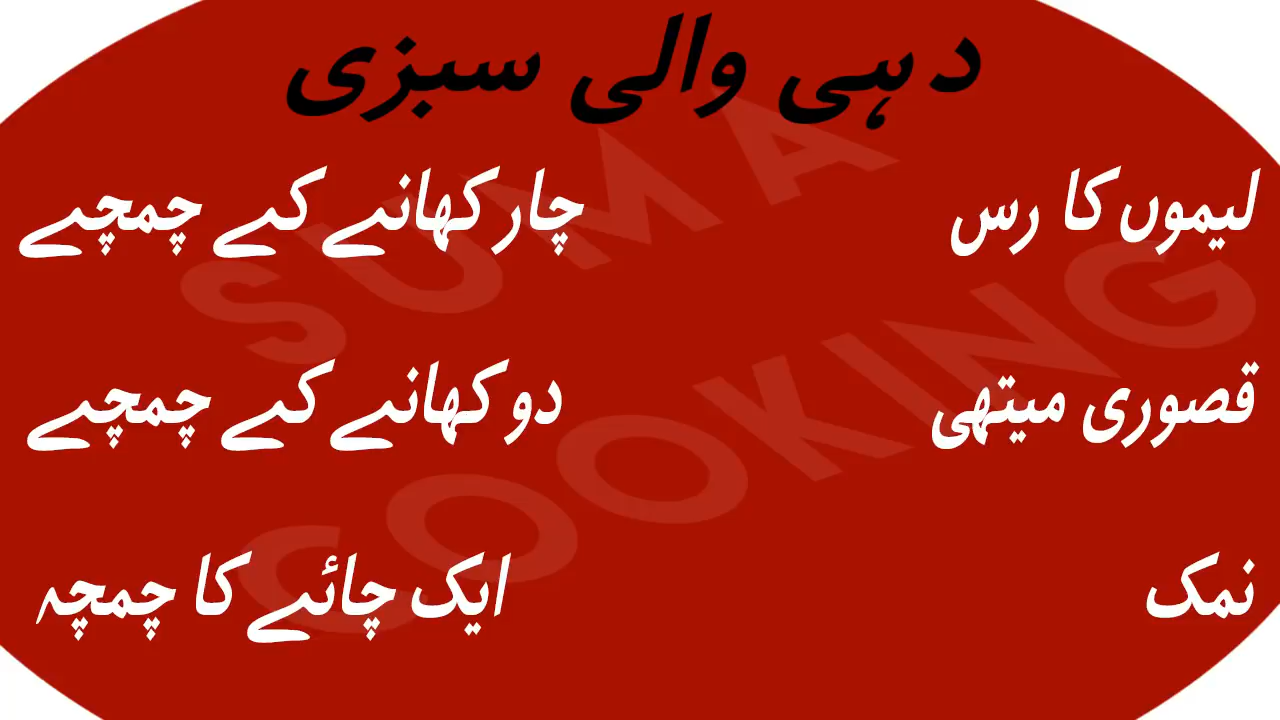 دہی والی سبزی
لیموں کا رس چار کھانے کے چمچے
قصوری میتھی دو کھانے کے چمچے
نمک ایک چائے کا چمچہ
SUMA
COOKING